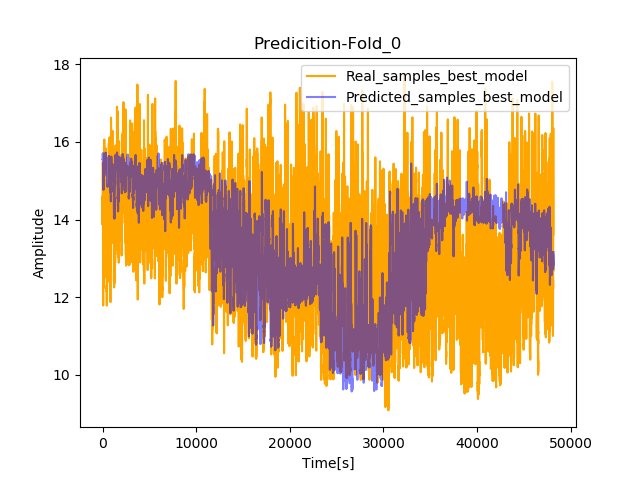 Predicition-Fold_0
Real_samples_best_model
Predicted_samples_best_model
18
16
14
12
10
Amplitude
0
10000
20000
30000
40000
50000
Time[s]